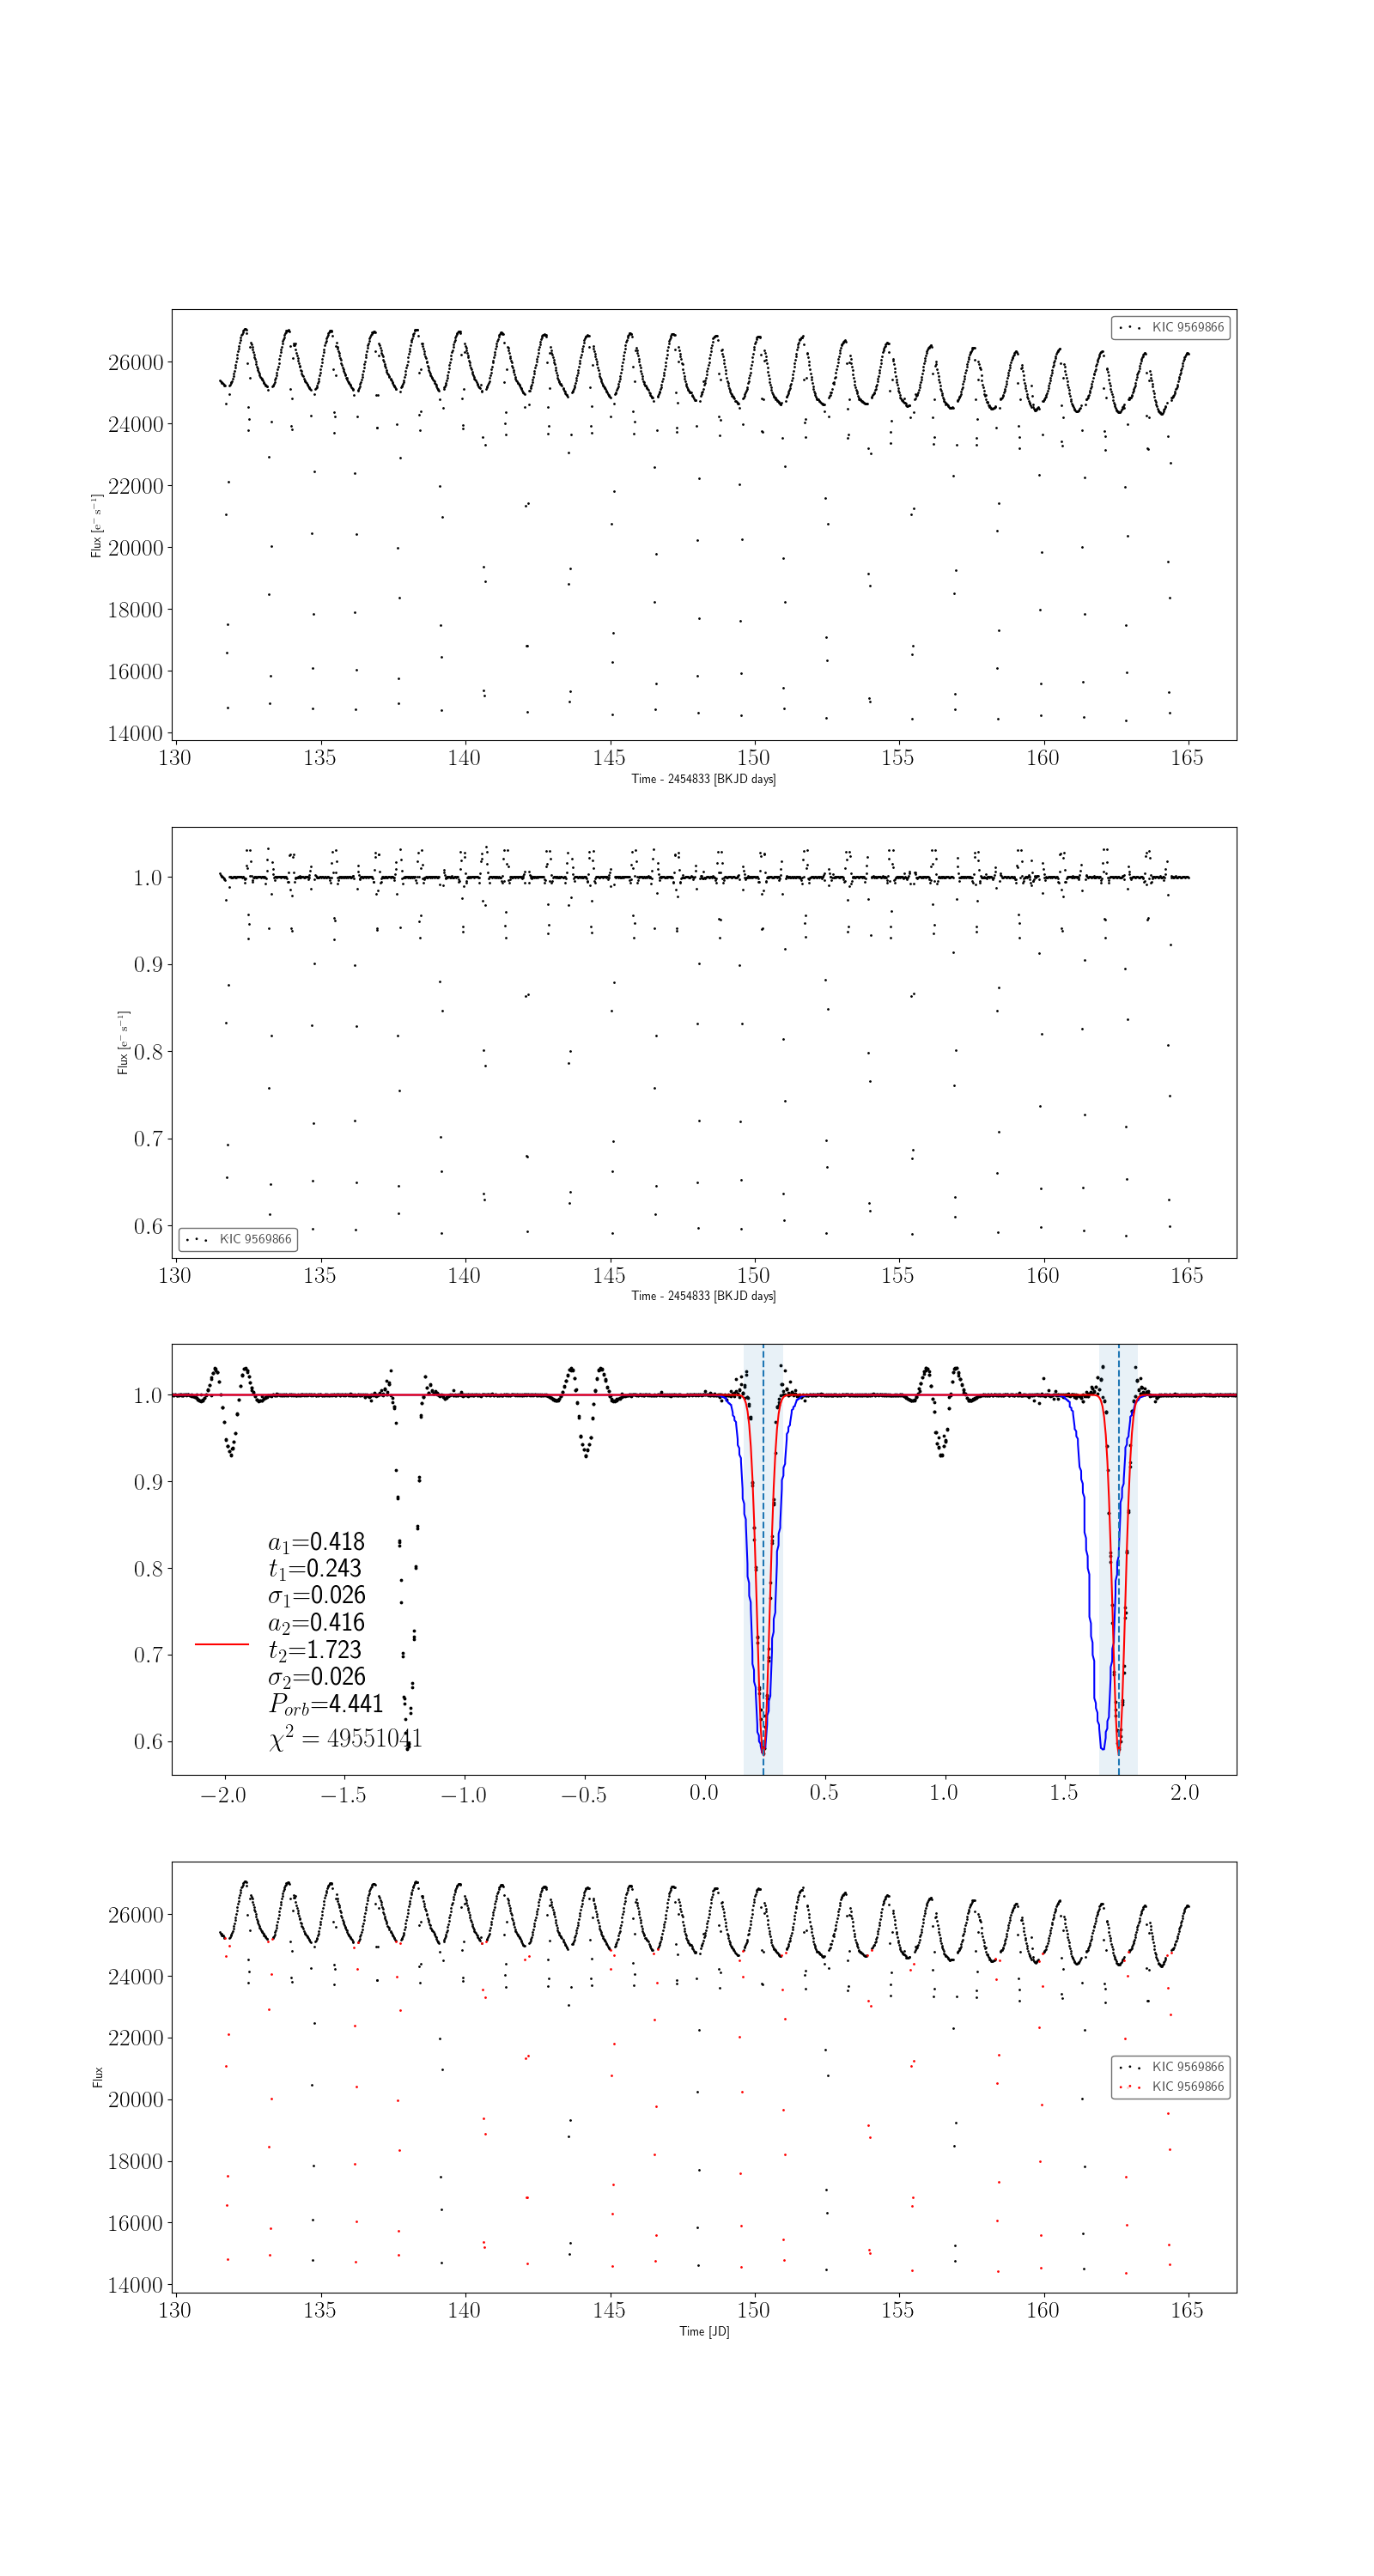 KIC 9569866
26000
24000
22000
20000
18000
16000
14000
Flux [e⁻ s⁻¹]
130 135 140 145 150 155 160 165
Time - 2454833 [BKJD days]
1.0
0.9
0.8
0.7
0.6
Flux [e⁻ s⁻¹]
KIC 9569866
130 135 140 145 150 155 160 165
Time - 2454833 [BKJD days]
1.0
0.9
0.8
0.7
0.6
a₁=0.418
t₁=0.243
σ₁=0.026
a₂=0.416
t₂=1.723
σ₂=0.026
P_orb=4.441
χ² = 49551041
−2.0 −1.5 −1.0 −0.5 0.0 0.5 1.0 1.5 2.0
26000
24000
22000
20000
18000
16000
14000
Flux
KIC 9569866
KIC 9569866
130 135 140 145 150 155 160 165
Time [JD]